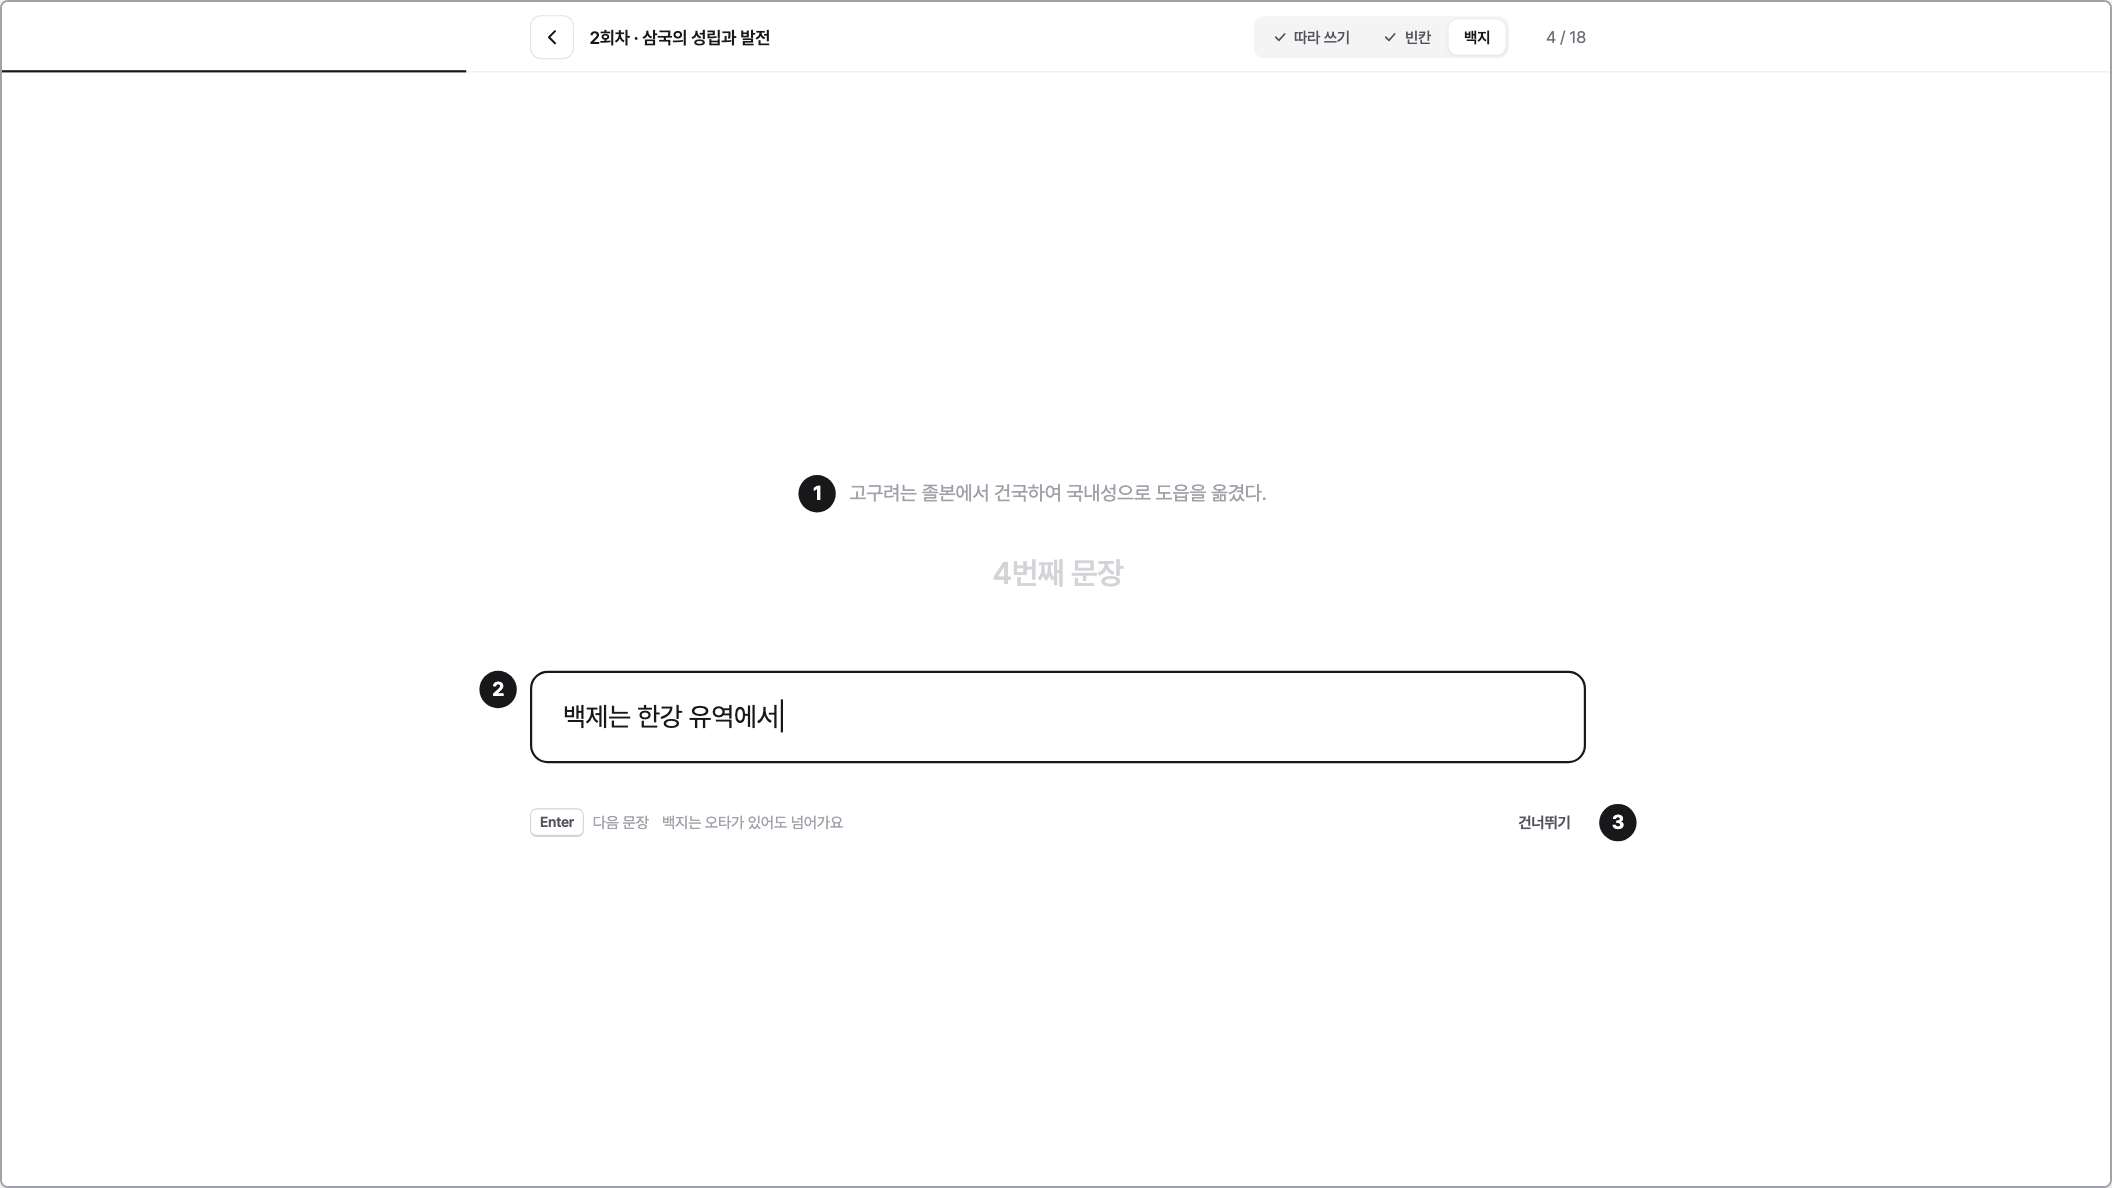 2회차 · 삼국의 성립과 발전
따라 쓰기 빈칸 백지 4 / 18
1 고구려는 졸본에서 건국하여 국내성으로 도읍을 옮겼다.
4번째 문장
2 백제는 한강 유역에서
Enter 다음 문장 백지는 오타가 있어도 넘어가요 건너뛰기 3